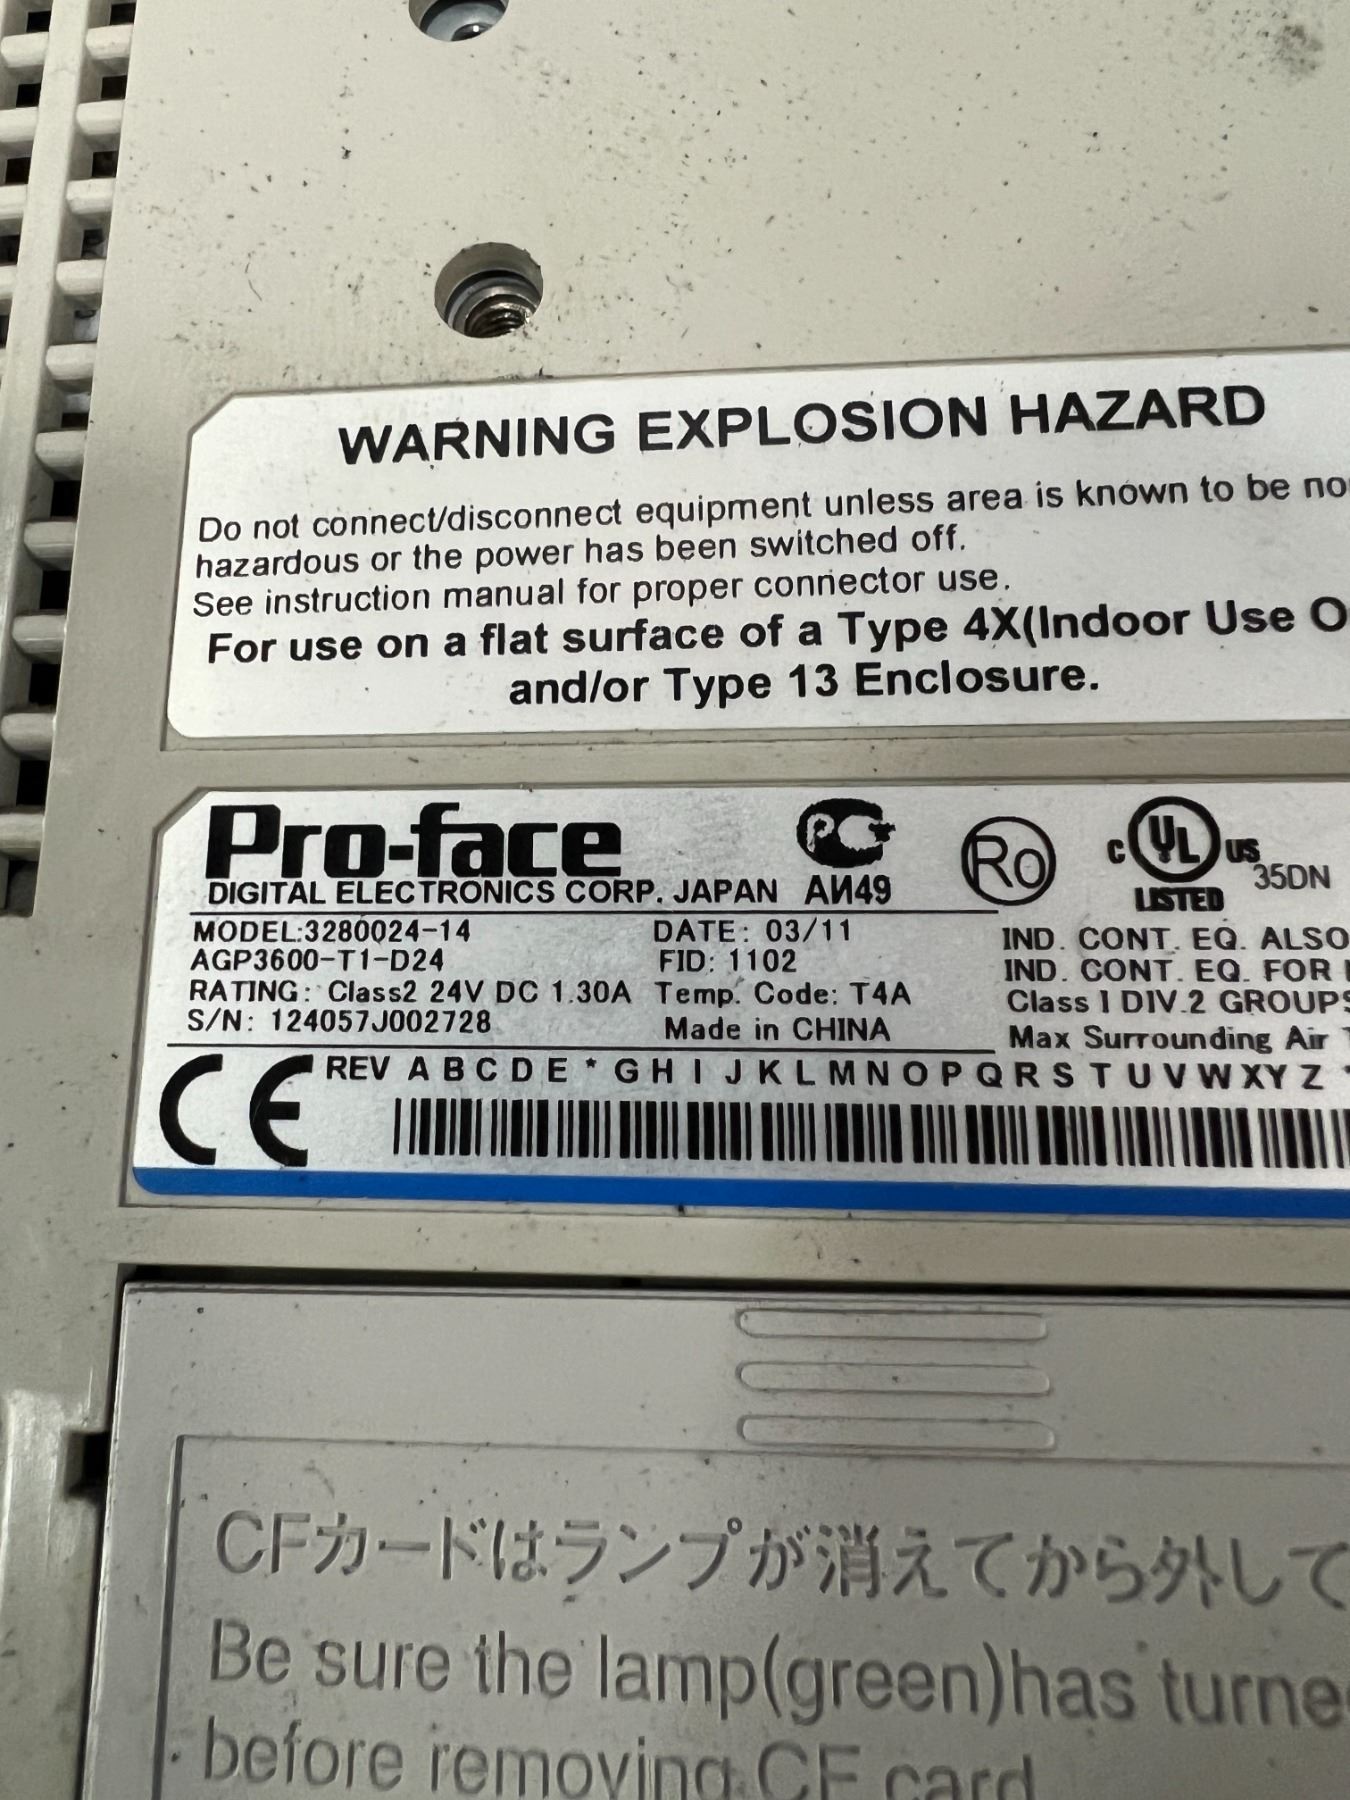 WARNING EXPLOSION HAZARD
Do not connect/disconnect equipment unless area is known to be
hazardous or the power has been switched off.
See instruction manual for proper connector use.
For use on a flat surface of a Type 4X(Indoor Use
and/or Type 13 Enclosure.
Pro-face
DIGITAL ELECTRONICS CORP. JAPAN
PC
АИ49
Ro
C UL US
LISTED
35DN
MODEL:3280024-14
DATE: 03/11
AGP3600-T1-D24
FID: 1102
RATING: Class2 24V DC 1.30A
Temp. Code: T4A
S/N: 124057J002728
Made in CHINA
IND. CONT. EQ. ALSO
IND. CONT. EQ. FOR
Class I DIV.2 GROUPS
Max Surrounding Air
CE
REV A B C D E * G H I J K L M N O P Q R S T U V W X Y Z
CFカードはランプが消えてから外して
Be sure the lamp(green)has
before removing CF card